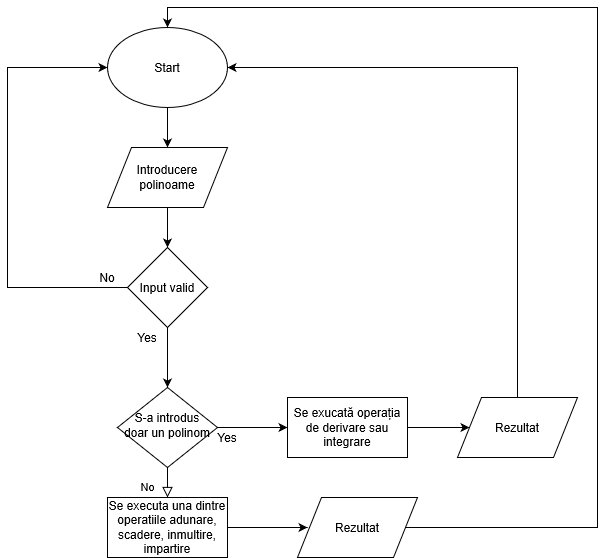 Start
Introducere
polinoame
No
Input valid
Yes
S-a introdus
doar un polinom
Yes
Se exucată operația
de derivare sau
integrare
Rezultat
No
Se executa una dintre
operatiile adunare,
scadere, inmultire,
impartire
Rezultat